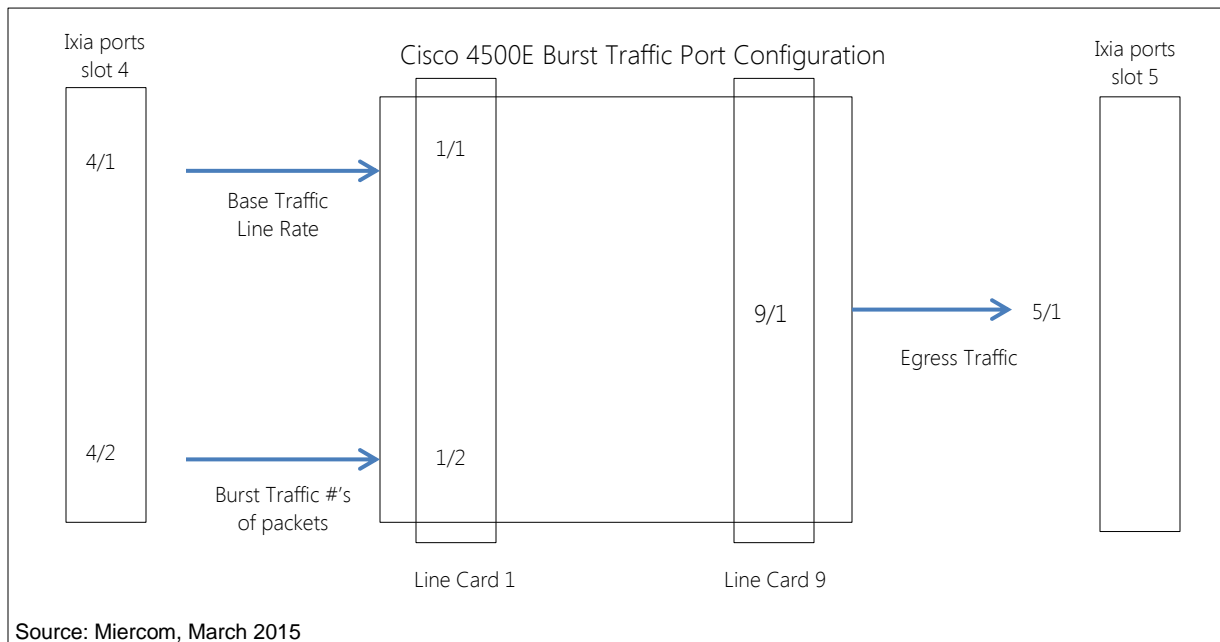 Ixia ports
slot 4
Cisco 4500E Burst Traffic Port Configuration
Ixia ports
slot 5
4/1
1/1
Base Traffic
Line Rate
9/1
5/1
Egress Traffic
4/2
1/2
Burst Traffic #'s
of packets
Line Card 1
Line Card 9
Source: Miercom, March 2015